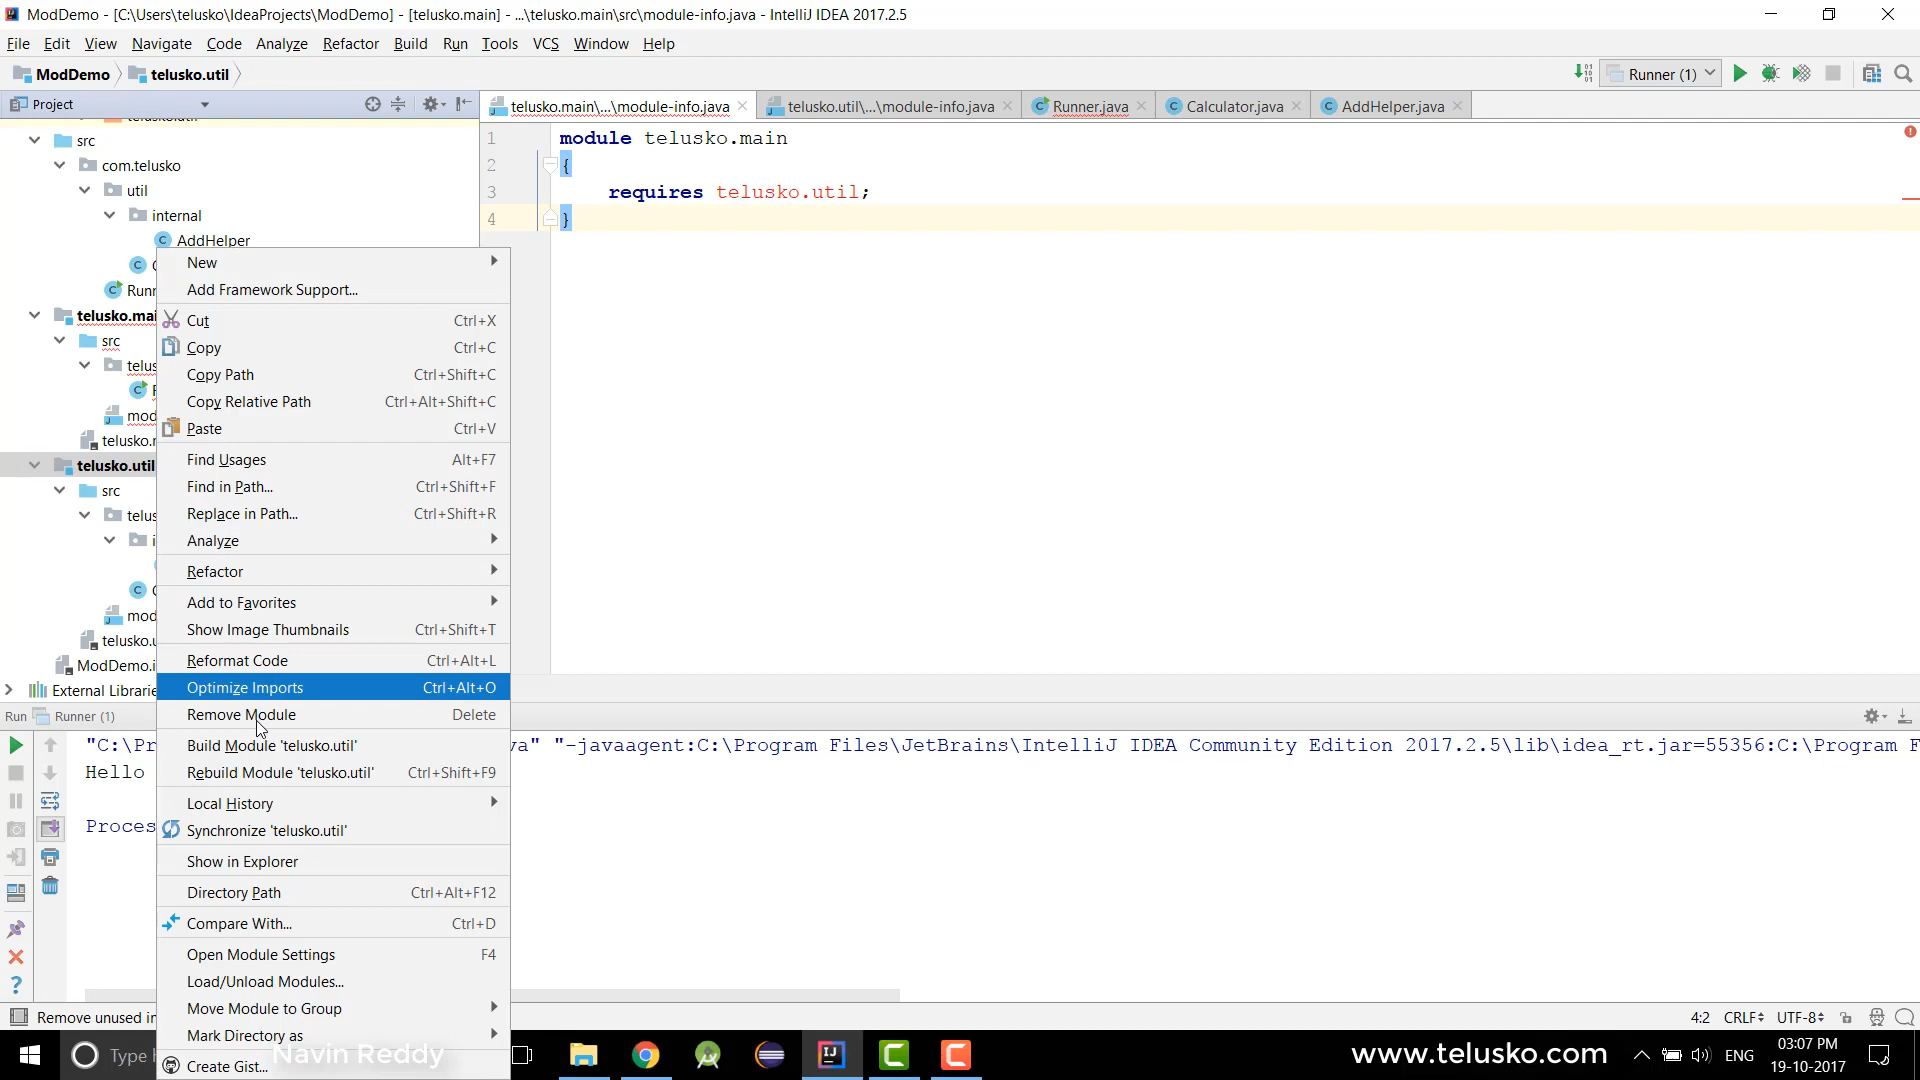 ModDemo - [C:\Users\telusko\IdeaProjects\ModDemo] - [telusko.main] - ...\telusko.main\src\module-info.java - IntelliJ IDEA 2017.2.5
File Edit View Navigate Code Analyze Refactor Build Run Tools VCS Window Help
ModDemo telusko.util Runner (1)
Project telusko.main\...\module-info.java telusko.util\...\module-info.java Runner.java Calculator.java AddHelper.java
src
com.telusko
util
internal
AddHelper
Runr
telusko.mai
src
telus
mod
telusko.r
telusko.util
src
telus
mod
telusko.u
ModDemo.i
External Librarie
1 module telusko.main
2 {
3 requires telusko.util;
4 }
New
Add Framework Support...
Cut Ctrl+X
Copy Ctrl+C
Copy Path Ctrl+Shift+C
Copy Relative Path Ctrl+Alt+Shift+C
Paste Ctrl+V
Find Usages Alt+F7
Find in Path... Ctrl+Shift+F
Replace in Path... Ctrl+Shift+R
Analyze
Refactor
Add to Favorites
Show Image Thumbnails Ctrl+Shift+T
Reformat Code Ctrl+Alt+L
Optimize Imports Ctrl+Alt+O
Remove Module Delete
Build Module 'telusko.util'
Rebuild Module 'telusko.util' Ctrl+Shift+F9
Local History
Synchronize 'telusko.util'
Show in Explorer
Directory Path Ctrl+Alt+F12
Compare With... Ctrl+D
Open Module Settings F4
Load/Unload Modules...
Move Module to Group
Mark Directory as
Create Gist...
Run Runner (1)
"C:\Pr va" "-javaagent:C:\Program Files\JetBrains\IntelliJ IDEA Community Edition 2017.2.5\lib\idea_rt.jar=55356:C:\Program F
Hello
Proces
Remove unused in 4:2 CRLF UTF-8
Type Navin Reddy www.telusko.com ENG 03:07 PM
19-10-2017